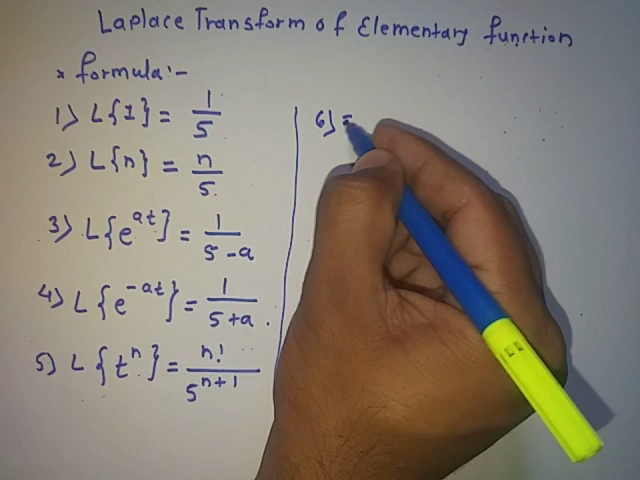 Laplace Transform of Elementary function
* formula:-
1) L{1} = 1/s
2) L{n} = n/s
3) L{e^at} = 1/s-a
4) L{e^-at} = 1/s+a.
5) L{t^n} = n!/s^n+1
6) =